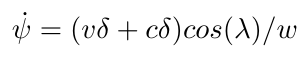 ψ̇ = (vδ + cδ)cos(λ)/w